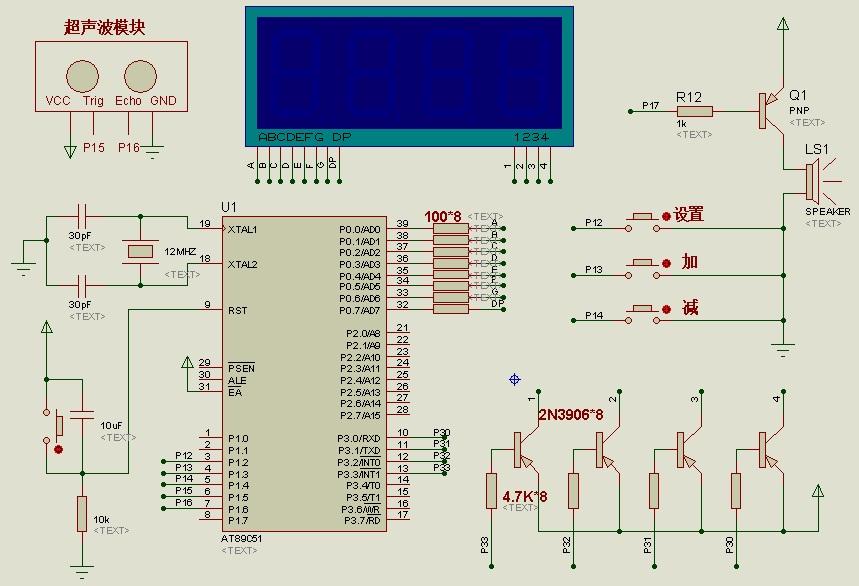 超声波模块
VCC Trig Echo GND
P15 P16
ABCDEFG DP
1234
A
B
C
D
E
F
G
DP
1
2
3
4
P17
R12
1k
<TEXT>
Q1
PNP
<TEXT>
LS1
SPEAKER
<TEXT>
P12
设置
P13
加
P14
减
30pF
<TEXT>
12MHZ
<TEXT>
30pF
<TEXT>
10uF
<TEXT>
10k
<TEXT>
U1
19 XTAL1
18 XTAL2
9 RST
29 PSEN
30 ALE
31 EA
1 P1.0
2 P1.1
P12 3 P1.2
P13 4 P1.3
P14 5 P1.4
P15 6 P1.5
P16 7 P1.6
8 P1.7
P0.0/AD0 39
P0.1/AD1 38
P0.2/AD2 37
P0.3/AD3 36
P0.4/AD4 35
P0.5/AD5 34
P0.6/AD6 33
P0.7/AD7 32
P2.0/A8 21
P2.1/A9 22
P2.2/A10 23
P2.3/A11 24
P2.4/A12 25
P2.5/A13 26
P2.6/A14 27
P2.7/A15 28
P3.0/RXD 10 P30
P3.1/TXD 11 P31
P3.2/INT0 12 P32
P3.3/INT1 13 P33
P3.4/T0 14
P3.5/T1 15
P3.6/WR 16
P3.7/RD 17
AT89C51
<TEXT>
100*8
<TEXT>
A
B
C
D
E
F
G
DP
1
2
3
4
2N3906*8
4.7K*8
<TEXT>
P33
P32
P31
P30